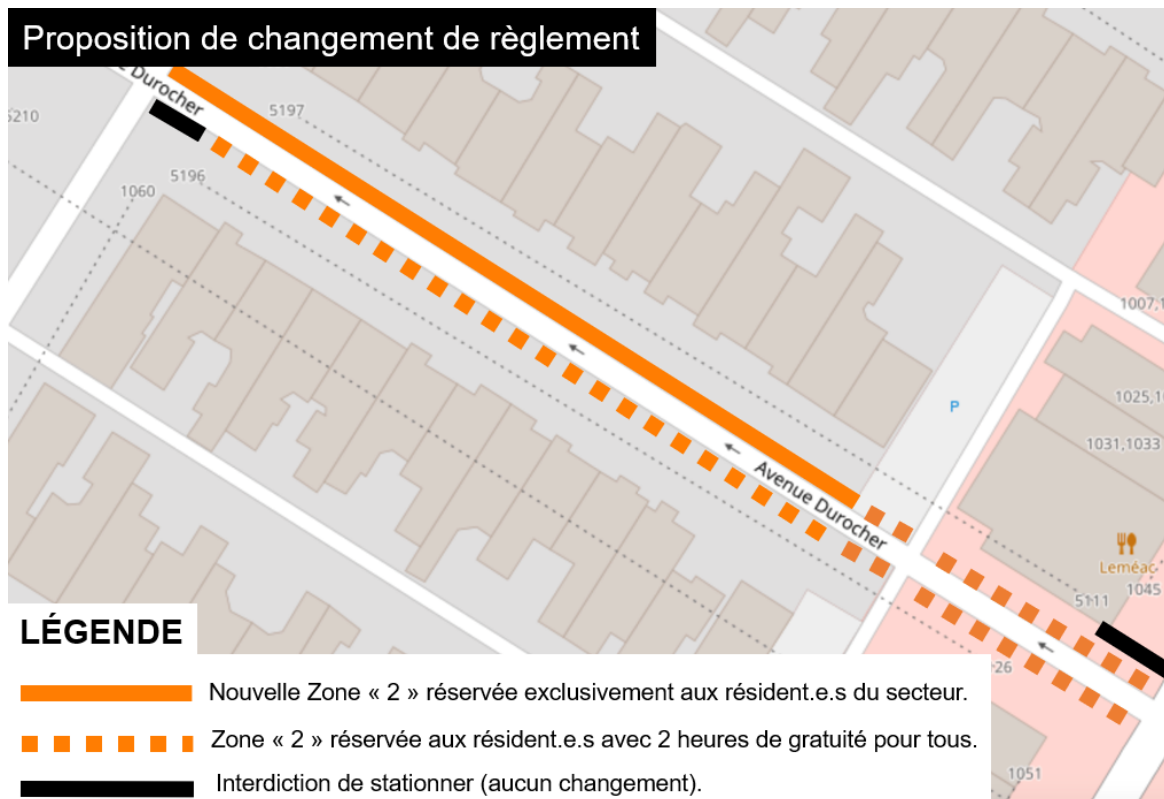 Proposition de changement de règlement
Durocher
5210
5197
5196
1060
1007,1
P
1025,1
1031,1033
Avenue Durocher
Leméac
1045
5111
26
1051
LÉGENDE
Nouvelle Zone « 2 » réservée exclusivement aux résident.e.s du secteur.
Zone « 2 » réservée aux résident.e.s avec 2 heures de gratuité pour tous.
Interdiction de stationner (aucun changement).